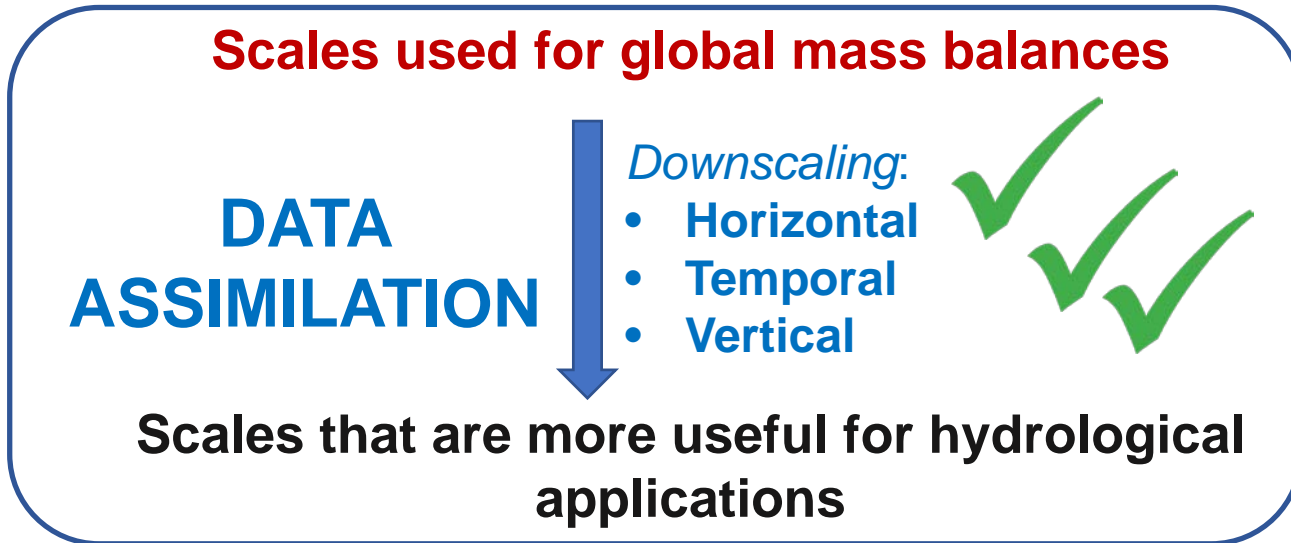 Scales used for global mass balances
DATA
ASSIMILATION
Downscaling:
• Horizontal
• Temporal
• Vertical
Scales that are more useful for hydrological
applications